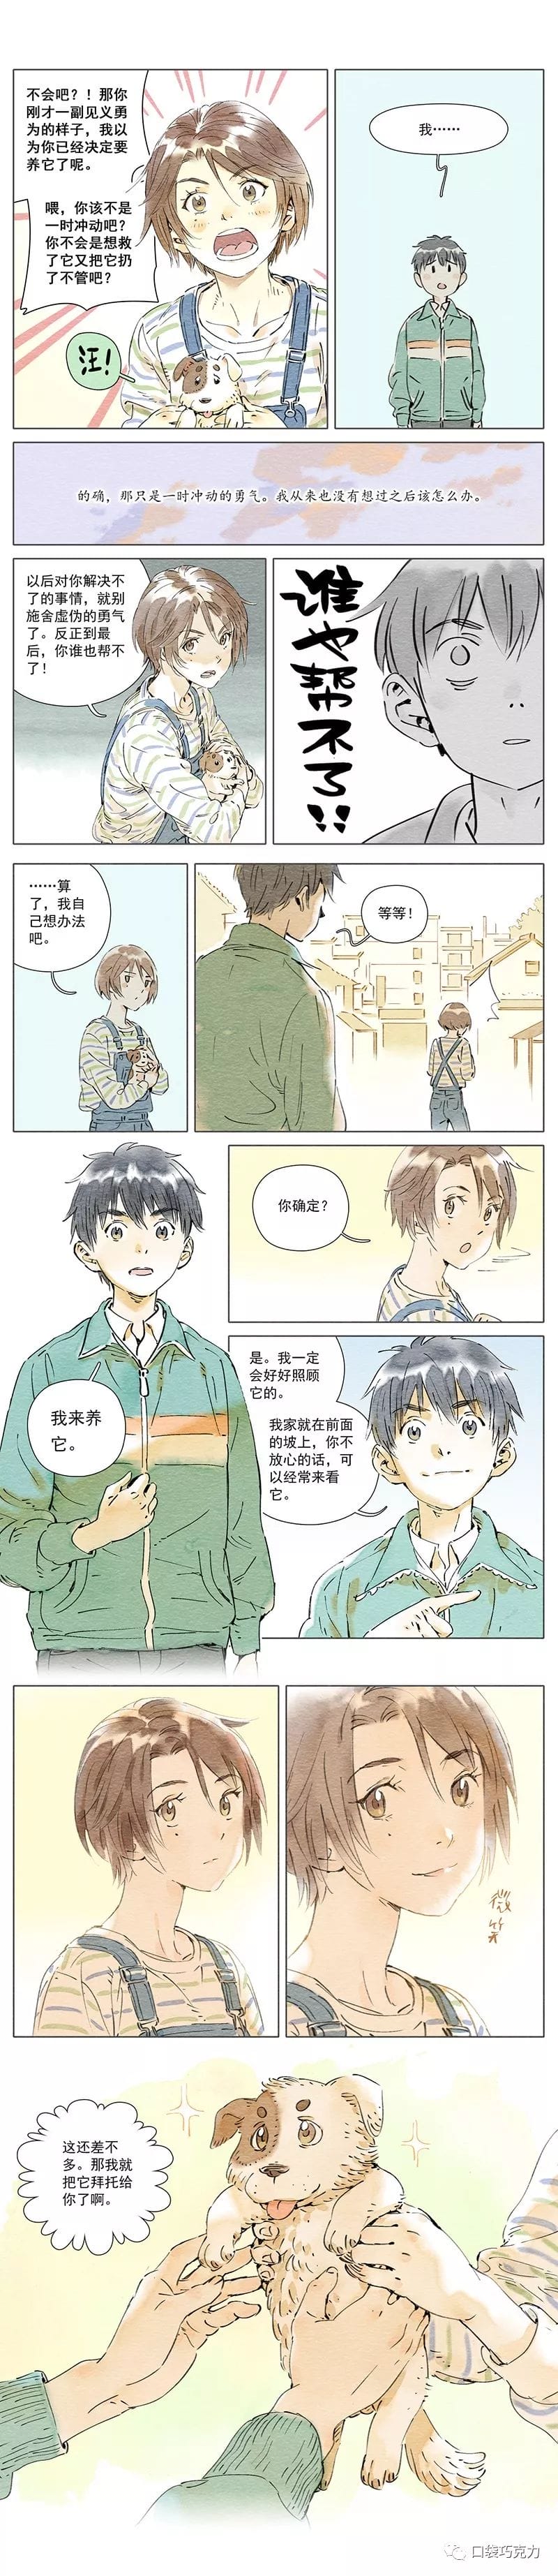 不会吧？！那你
刚才一副见义勇
为的样子，我以
为你已经决定要
养它了呢。
喂，你该不是
一时冲动吧？
你不会是想救
了它又把它扔
了不管吧？
汪！
我……
的确，那只是一时冲动的勇气。我从来也没有想过之后该怎么办。
以后对你解决不
了的事情，就别
施舍虚伪的勇气
了。反正到最
后，你谁也帮不
了！
谁也帮不了！！
……算
了，我自
己想办法
吧。
等等！
你确定？
我来养
它。
是。我一定
会好好照顾
它的。
我家就在前面
的坡上，你不
放心的话，可
以经常来看
它。
微笑
这还差不
多。那我就
把它拜托给
你了啊。
口袋巧克力